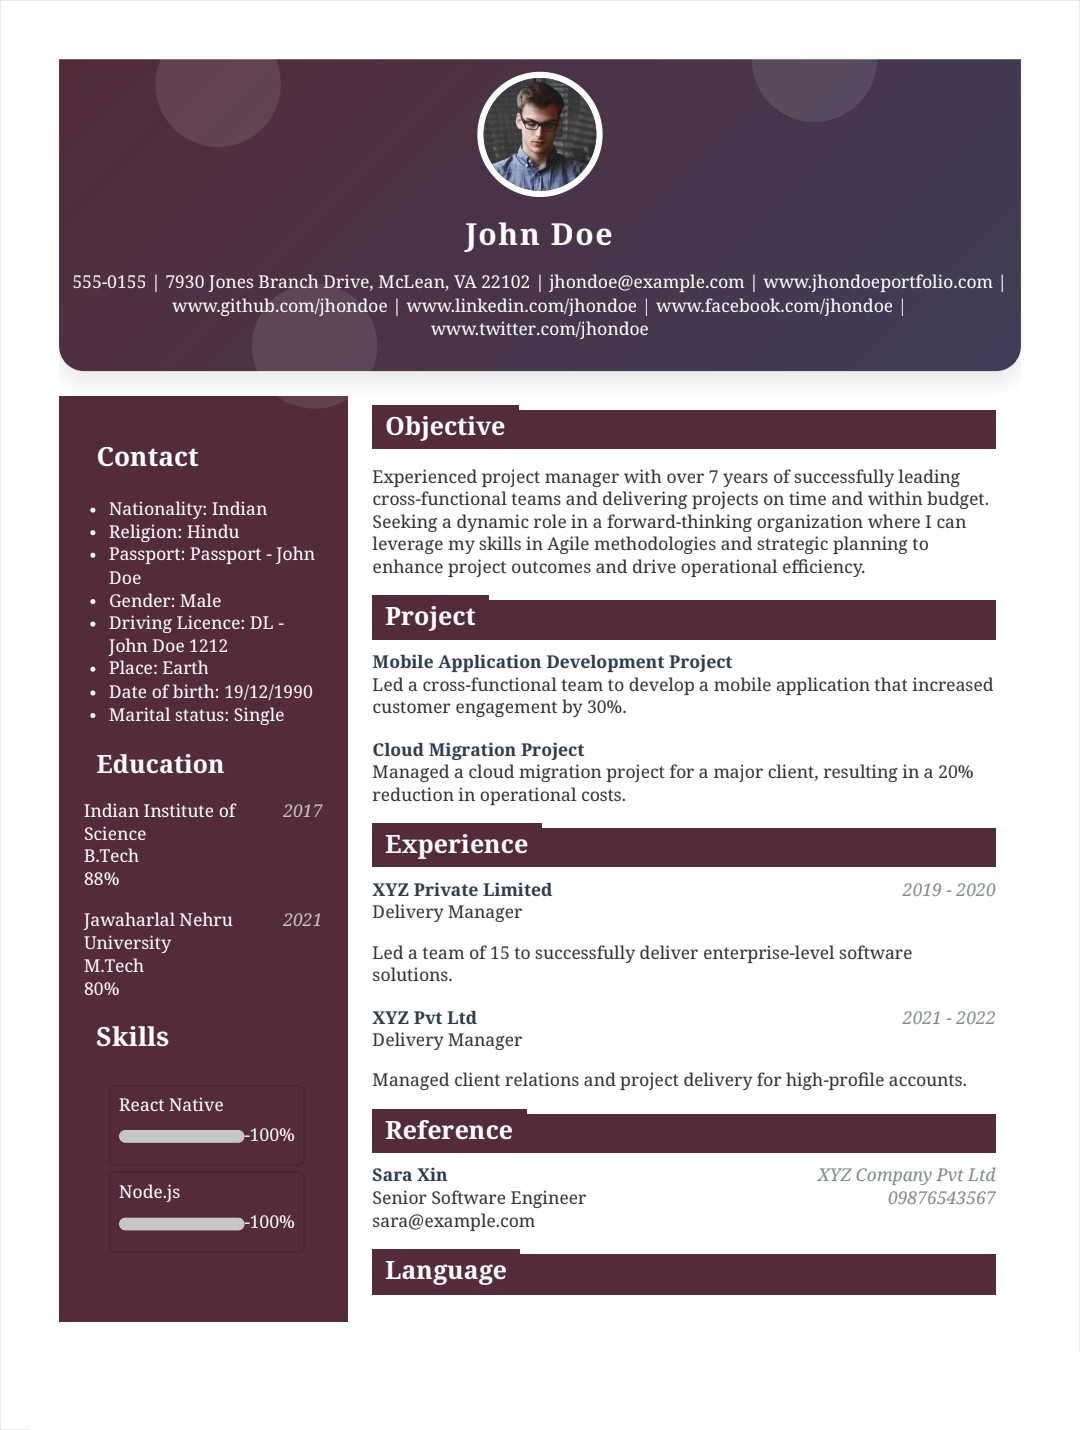 John Doe
555-0155 | 7930 Jones Branch Drive, McLean, VA 22102 | jhondoe@example.com | www.jhondoeportfolio.com |
www.github.com/jhondoe | www.linkedin.com/jhondoe | www.facebook.com/jhondoe |
www.twitter.com/jhondoe
Contact
• Nationality: Indian
• Religion: Hindu
• Passport: Passport - John
Doe
• Gender: Male
• Driving Licence: DL -
John Doe 1212
• Place: Earth
• Date of birth: 19/12/1990
• Marital status: Single
Education
Indian Institute of 2017
Science
B.Tech
88%
Jawaharlal Nehru 2021
University
M.Tech
80%
Skills
React Native
-100%
Node.js
-100%
Objective
Experienced project manager with over 7 years of successfully leading
cross-functional teams and delivering projects on time and within budget.
Seeking a dynamic role in a forward-thinking organization where I can
leverage my skills in Agile methodologies and strategic planning to
enhance project outcomes and drive operational efficiency.
Project
Mobile Application Development Project
Led a cross-functional team to develop a mobile application that increased
customer engagement by 30%.
Cloud Migration Project
Managed a cloud migration project for a major client, resulting in a 20%
reduction in operational costs.
Experience
XYZ Private Limited 2019 - 2020
Delivery Manager
Led a team of 15 to successfully deliver enterprise-level software
solutions.
XYZ Pvt Ltd 2021 - 2022
Delivery Manager
Managed client relations and project delivery for high-profile accounts.
Reference
Sara Xin XYZ Company Pvt Ltd
Senior Software Engineer 09876543567
sara@example.com
Language